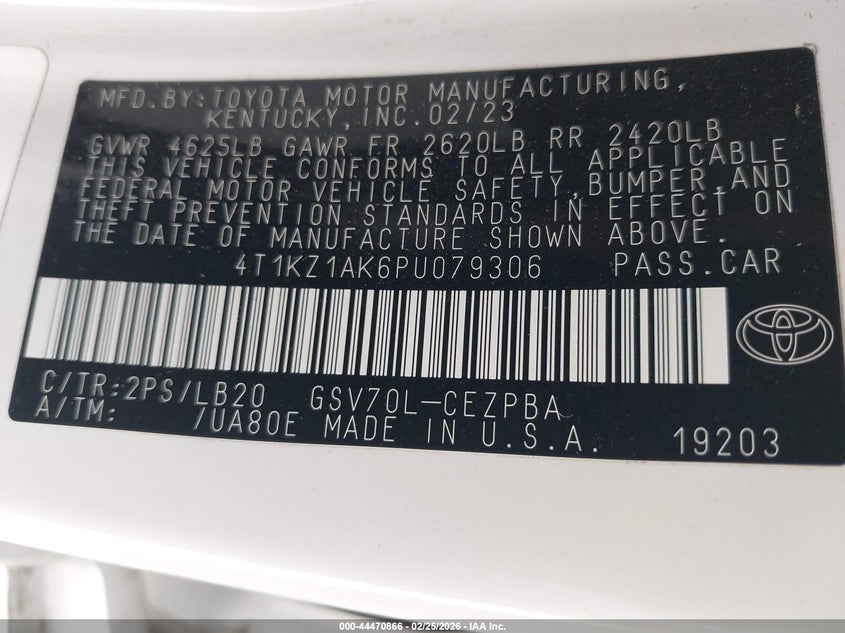 MFD.BY:TOYOTA MOTOR MANUFACTURING,
KENTUCKY,INC.02/23
GVWR 4625LB GAWR FR 2620LB RR 2420LB
THIS VEHICLE CONFORMS TO ALL APPLICABLE
FEDERAL MOTOR VEHICLE SAFETY,BUMPER,AND
THEFT PREVENTION STANDARDS IN EFFECT ON
THE DATE OF MANUFACTURE SHOWN ABOVE.
4T1KZ1AK6PU079306 PASS.CAR
C/TR:2PS/LB20 GSV70L-CEZPBA
A/TM: /UA80E MADE IN U.S.A. 19203
000-44470866 - 02/25/2026 - IAA Inc.